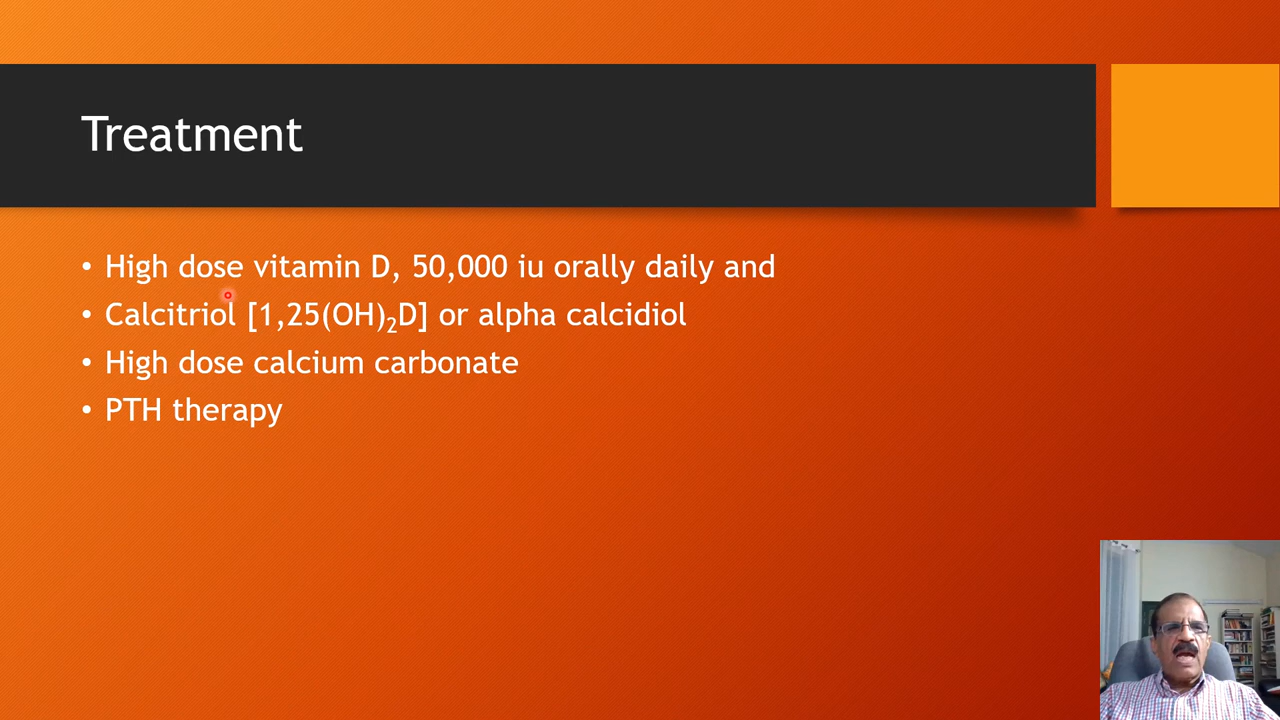 Treatment
• High dose vitamin D, 50,000 iu orally daily and
• Calcitriol [1,25(OH)₂D] or alpha calcidiol
• High dose calcium carbonate
• PTH therapy